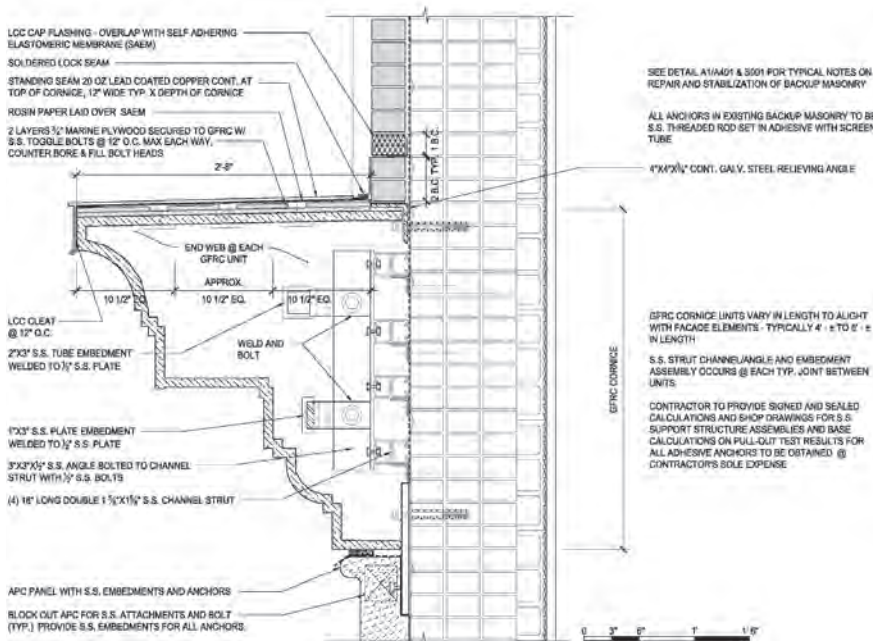 LCC CAP FLASHING - OVERLAP WITH SELF ADHERING
ELASTOMERIC MEMBRANE (SAEM)
SOLDERED LOCK SEAM
STANDING SEAM 20 OZ LEAD COATED COPPER CONT. AT
TOP OF CORNICE, 12" WIDE TYP. X DEPTH OF CORNICE
ROSIN PAPER LAID OVER SAEM
2 LAYERS ¾" MARINE PLYWOOD SECURED TO GFRC W/
S.S. TOGGLE BOLTS @ 12" O.C. MAX EACH WAY,
COUNTER BORE & FILL BOLT HEADS
2'-8"
2 B.C. TYP. 1 B.C.
END WEB @ EACH
GFRC UNIT
APPROX.
10 1/2" EQ. 10 1/2" EQ. 10 1/2" EQ.
LCC CLEAT
@ 12" O.C.
2"X3" S.S. TUBE EMBEDMENT
WELDED TO ½" S.S. PLATE
WELD AND
BOLT
1"X3" S.S. PLATE EMBEDMENT
WELDED TO ½" S.S. PLATE
3"X3"X½" S.S. ANGLE BOLTED TO CHANNEL
STRUT WITH ½" S.S. BOLTS
(4) 18" LONG DOUBLE 1 ⅝"X1⅝" S.S. CHANNEL STRUT
APC PANEL WITH S.S. EMBEDMENTS AND ANCHORS
BLOCK OUT APC FOR S.S. ATTACHMENTS AND BOLT
(TYP.) PROVIDE S.S. EMBEDMENTS FOR ALL ANCHORS.
SEE DETAIL A1/A401 & S001 FOR TYPICAL NOTES ON
REPAIR AND STABILIZATION OF BACKUP MASONRY
ALL ANCHORS IN EXISTING BACKUP MASONRY TO BE
S.S. THREADED ROD SET IN ADHESIVE WITH SCREEN
TUBE
CONT. GALV. STEEL RELIEVING ANGLE
GFRC CORNICE
GFRC CORNICE UNITS VARY IN LENGTH TO ALIGHT
WITH FACADE ELEMENTS - TYPICALLY 4' - ± TO 6' - ±
IN LENGTH
S.S. STRUT CHANNEL/ANGLE AND EMBEDMENT
ASSEMBLY OCCURS @ EACH TYP. JOINT BETWEEN
UNITS
CONTRACTOR TO PROVIDE SIGNED AND SEALED
CALCULATIONS AND SHOP DRAWINGS FOR S.S.
SUPPORT STRUCTURE ASSEMBLIES AND BASE
CALCULATIONS ON PULL-OUT TEST RESULTS FOR
ALL ADHESIVE ANCHORS TO BE OBTAINED @
CONTRACTOR'S SOLE EXPENSE
0 3" 6" 1' 1' 6"